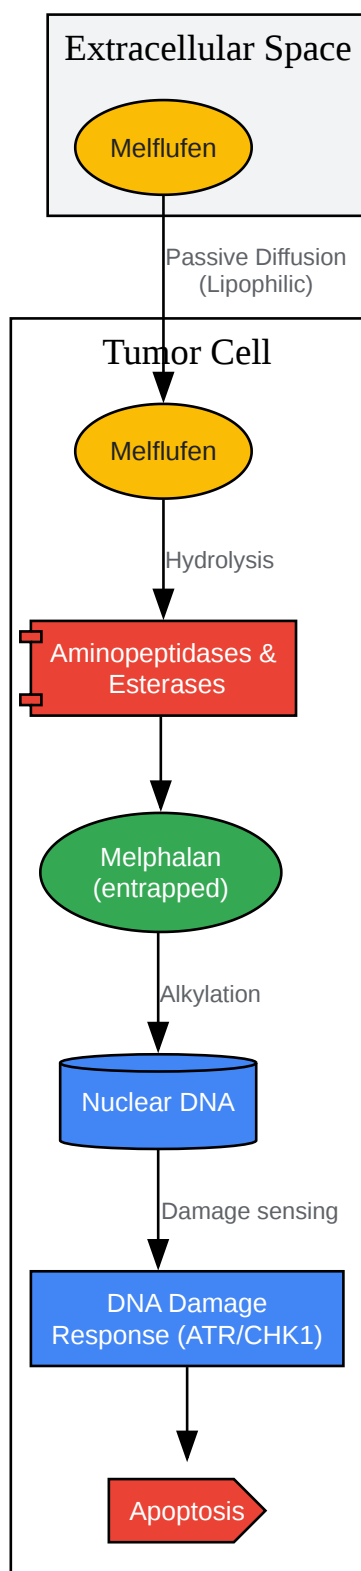 Extracellular Space
Melflufen
Passive Diffusion
(Lipophilic)
Tumor Cell
Melflufen
Hydrolysis
Aminopeptidases &
Esterases
Melphalan
(entrapped)
Alkylation
Nuclear DNA
Damage sensing
DNA Damage
Response (ATR/CHK1)
Apoptosis